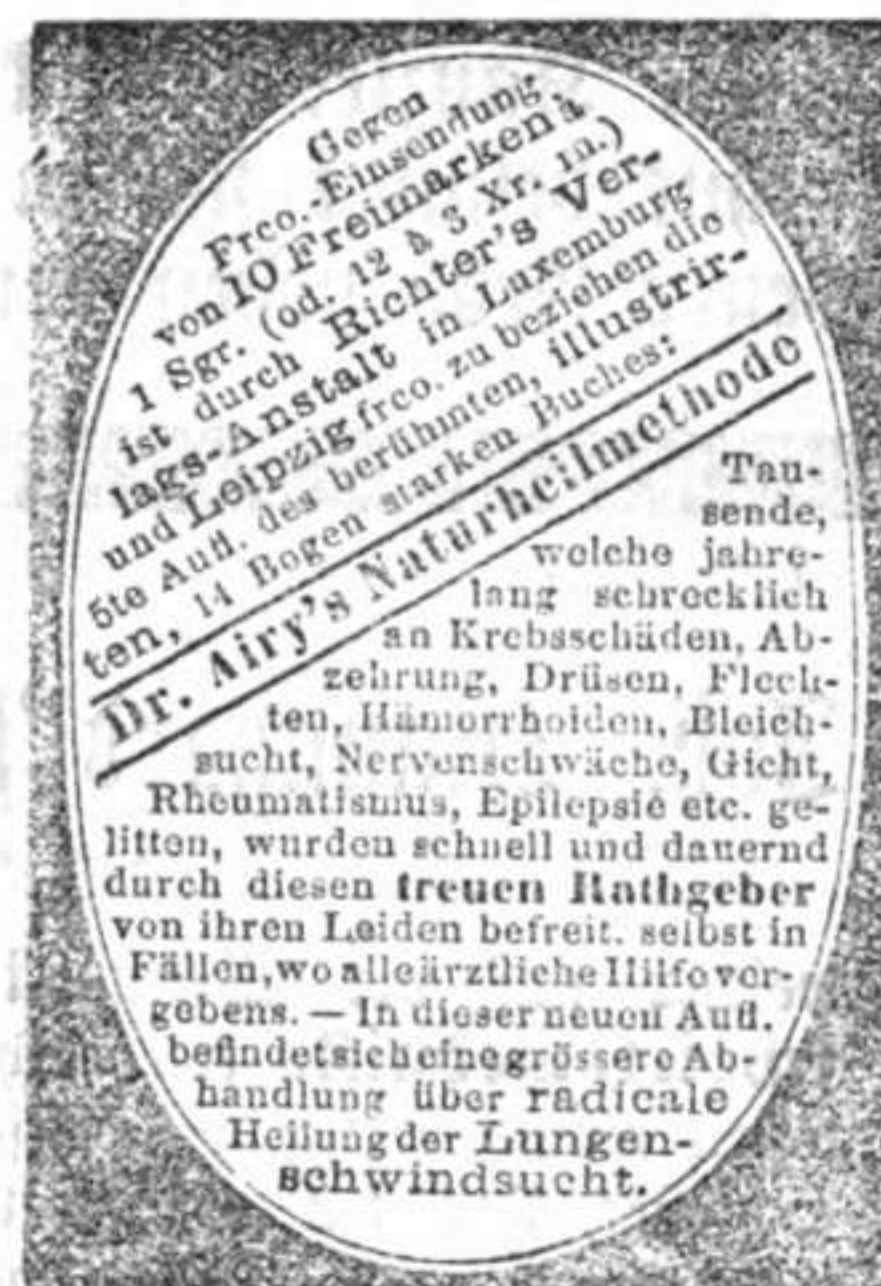 Gegen
Frco.-Einsendung
von 10 Freimarken à
1 Sgr. (od. 12 à 3 Xr. rh.)
ist durch Richter's Ver-
lags-Anstalt in Luxemburg
und Leipzig frco. zu beziehen die
5te Aufl. des berühmten, illustrir-
ten, 14 Bogen starken Buches:
Dr. Airy's Naturheilmethode
Tau-
sende,
welche jahre-
lang schrecklich
an Krebsschäden, Ab-
zehrung, Drüsen, Flech-
ten, Hämorrhoiden, Bleich-
sucht, Nervenschwäche, Gicht,
Rheumatismus, Epilepsie etc. ge-
litten, wurden schnell und dauernd
durch diesen treuen Rathgeber
von ihren Leiden befreit. selbst in
Fällen, wo alle ärztliche Hilfe ver-
gebens. — In dieser neuen Aufl.
befindet sich eine grössere Ab-
handlung über radicale
Heilung der Lungen-
schwindsucht.